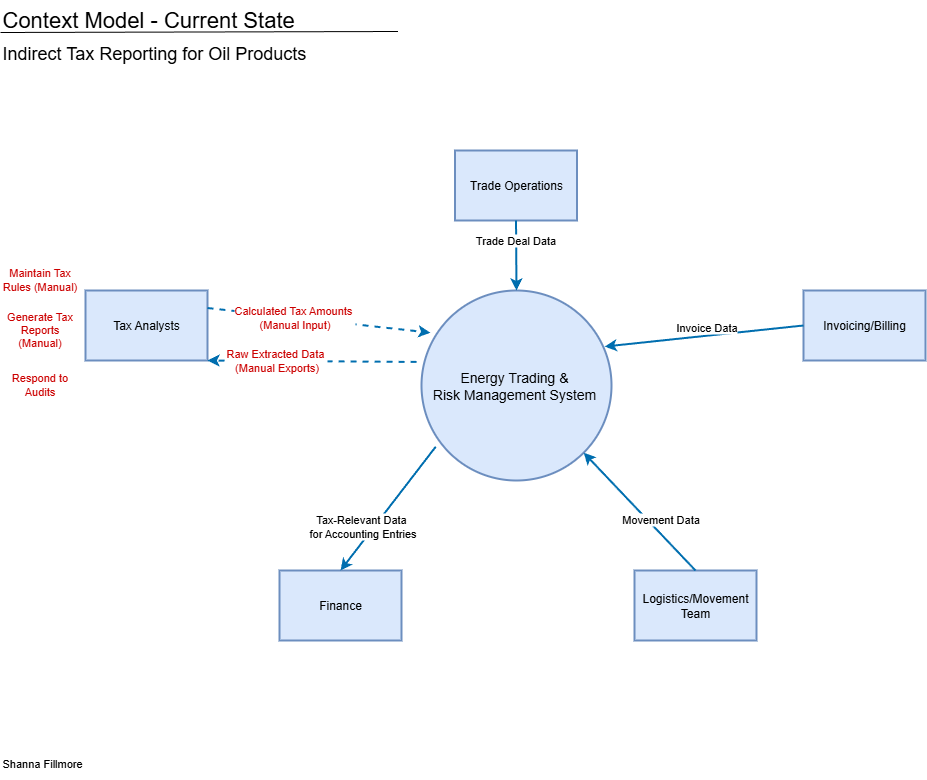 Context Model - Current State
Indirect Tax Reporting for Oil Products
Trade Operations
Trade Deal Data
Maintain Tax
Rules (Manual)
Generate Tax
Reports
(Manual)
Respond to
Audits
Tax Analysts
Calculated Tax Amounts
(Manual Input)
Raw Extracted Data
(Manual Exports)
Invoice Data
Invoicing/Billing
Energy Trading &
Risk Management System
Tax-Relevant Data
for Accounting Entries
Movement Data
Finance
Logistics/Movement
Team
Shanna Fillmore